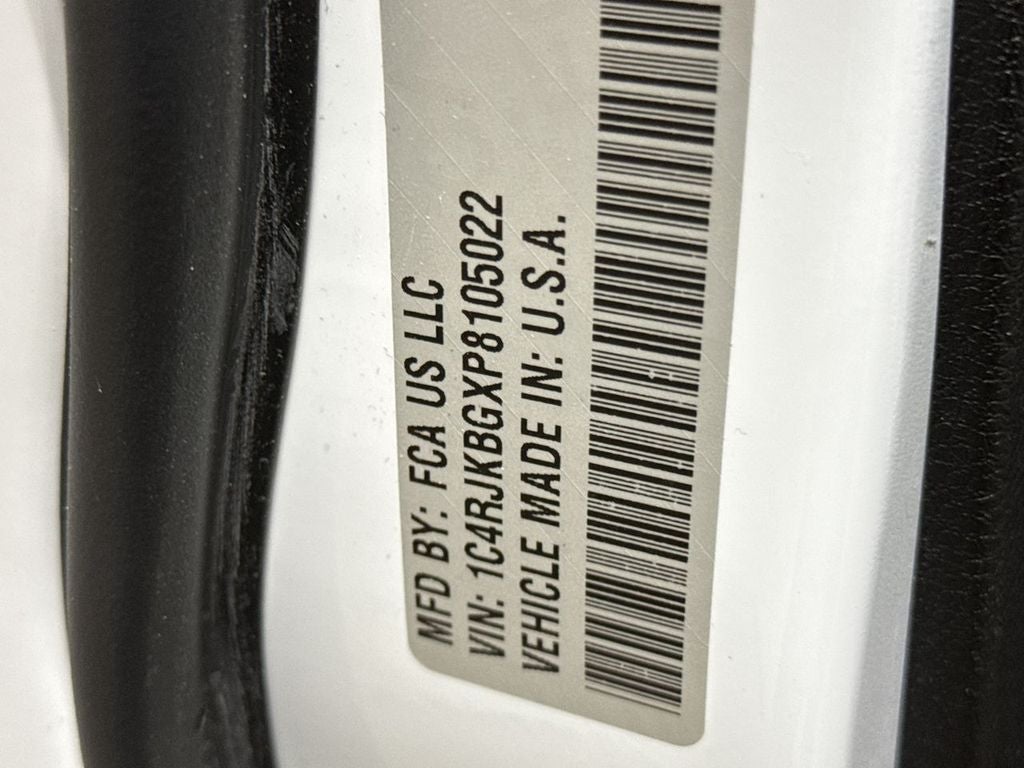 MFD BY: FCA US LLC
VIN: 1C4RJKBGXP8105022
VEHICLE MADE IN: U.S.A.